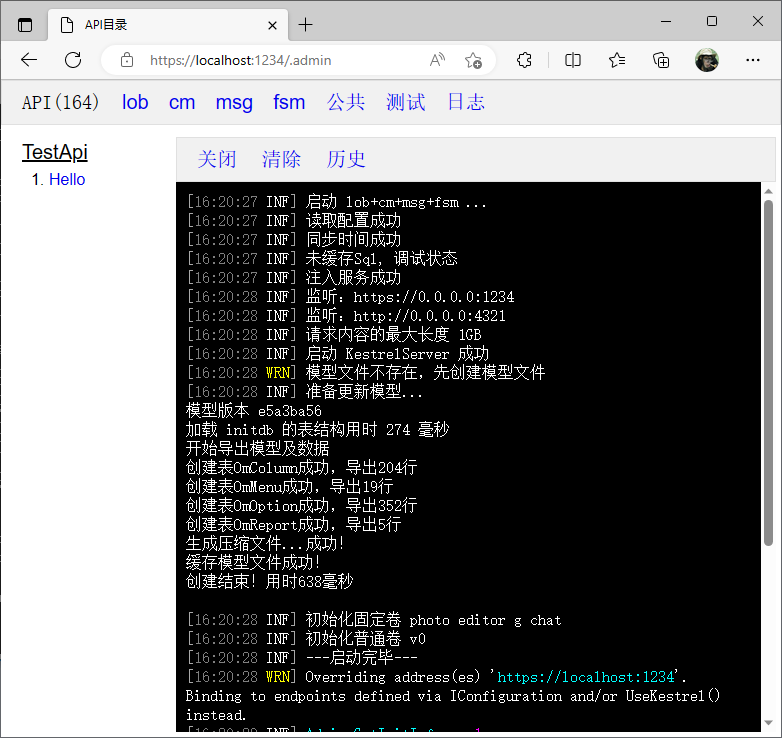 API目录
https://localhost:1234/.admin
API(164) lob cm msg fsm 公共 测试 日志
TestApi
1. Hello
关闭 清除 历史
[16:20:27 INF] 启动 lob+cm+msg+fsm ...
[16:20:27 INF] 读取配置成功
[16:20:27 INF] 同步时间成功
[16:20:27 INF] 未缓存Sql, 调试状态
[16:20:27 INF] 注入服务成功
[16:20:28 INF] 监听: https://0.0.0.0:1234
[16:20:28 INF] 监听: http://0.0.0.0:4321
[16:20:28 INF] 请求内容的最大长度 1GB
[16:20:28 INF] 启动 KestrelServer 成功
[16:20:28 WRN] 模型文件不存在，先创建模型文件
[16:20:28 INF] 准备更新模型...
模型版本 e5a3ba56
加载 initdb 的表结构用时 274 毫秒
开始导出模型及数据
创建表OmColumn成功，导出204行
创建表OmMenu成功，导出19行
创建表OmOption成功，导出352行
创建表OmReport成功，导出5行
生成压缩文件...成功！
缓存模型文件成功！
创建结束！用时638毫秒
[16:20:28 INF] 初始化固定卷 photo editor g chat
[16:20:28 INF] 初始化普通卷 v0
[16:20:28 INF] ---启动完毕---
[16:20:28 WRN] Overriding address(es) 'https://localhost:1234'.
Binding to endpoints defined via IConfiguration and/or UseKestrel()
instead.